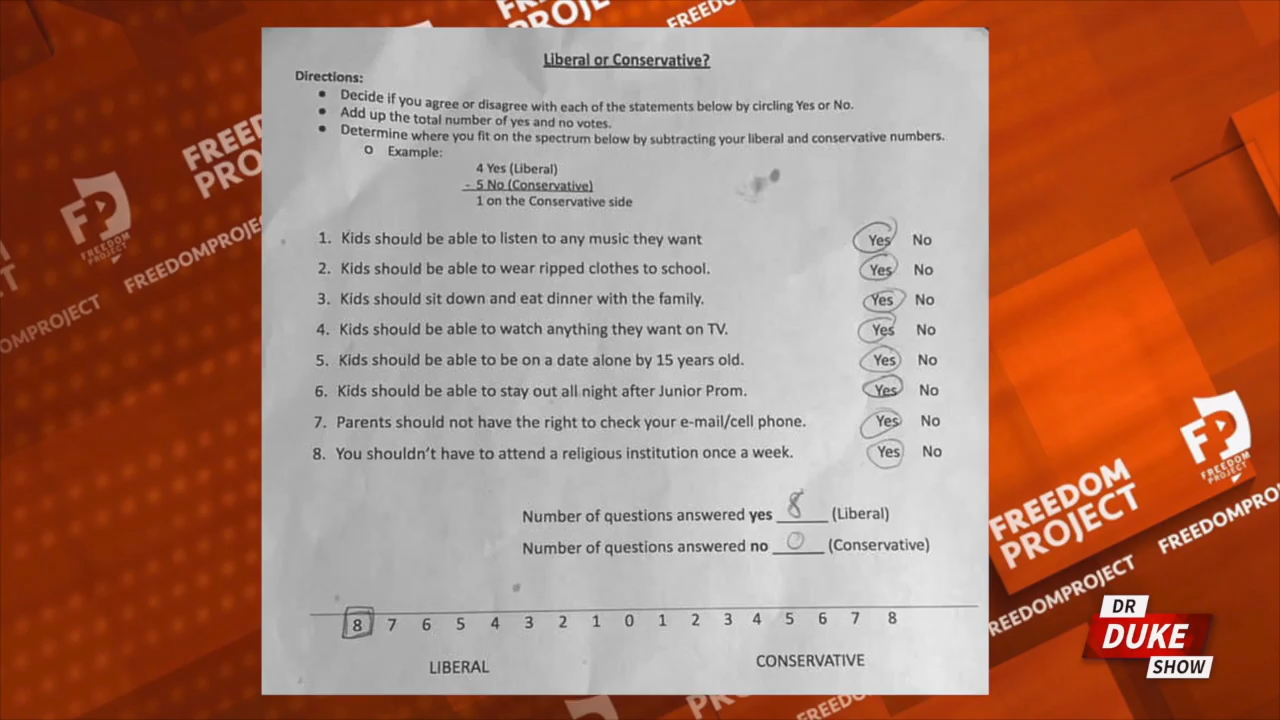 FREEDOM PROJECT
FREEDOMPROJECT
Liberal or Conservative?
Directions:
• Decide if you agree or disagree with each of the statements below by circling Yes or No.
• Add up the total number of yes and no votes.
• Determine where you fit on the spectrum below by subtracting your liberal and conservative numbers.
o Example:
4 Yes (Liberal)
- 5 No (Conservative)
1 on the Conservative side
1. Kids should be able to listen to any music they want Yes No
2. Kids should be able to wear ripped clothes to school. Yes No
3. Kids should sit down and eat dinner with the family. Yes No
4. Kids should be able to watch anything they want on TV. Yes No
5. Kids should be able to be on a date alone by 15 years old. Yes No
6. Kids should be able to stay out all night after Junior Prom. Yes No
7. Parents should not have the right to check your e-mail/cell phone. Yes No
8. You shouldn't have to attend a religious institution once a week. Yes No
Number of questions answered yes 8 (Liberal)
Number of questions answered no 0 (Conservative)
8 7 6 5 4 3 2 1 0 1 2 3 4 5 6 7 8
LIBERAL CONSERVATIVE
FP
FREEDOM
PROJECT
FREEDOM
PROJECT
DR
DUKE
SHOW